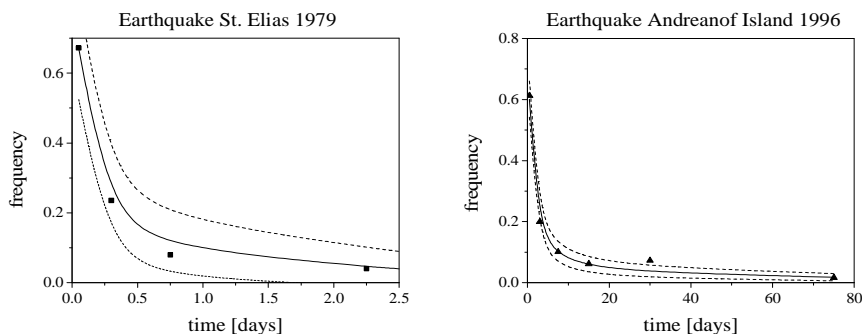 Earthquake St. Elias 1979
frequency
0.6
0.4
0.2
0.0
0.0 0.5 1.0 1.5 2.0 2.5
time [days]
Earthquake Andreanof Island 1996
frequency
0.8
0.6
0.4
0.2
0.0
0 20 40 60 80
time [days]